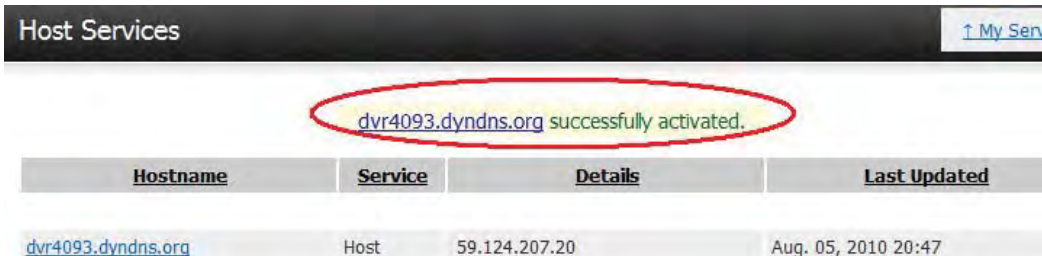 Host Services
↑ My Serv
dvr4093.dyndns.org successfully activated.
Hostname Service Details Last Updated
dvr4093.dyndns.org Host 59.124.207.20 Aug. 05, 2010 20:47